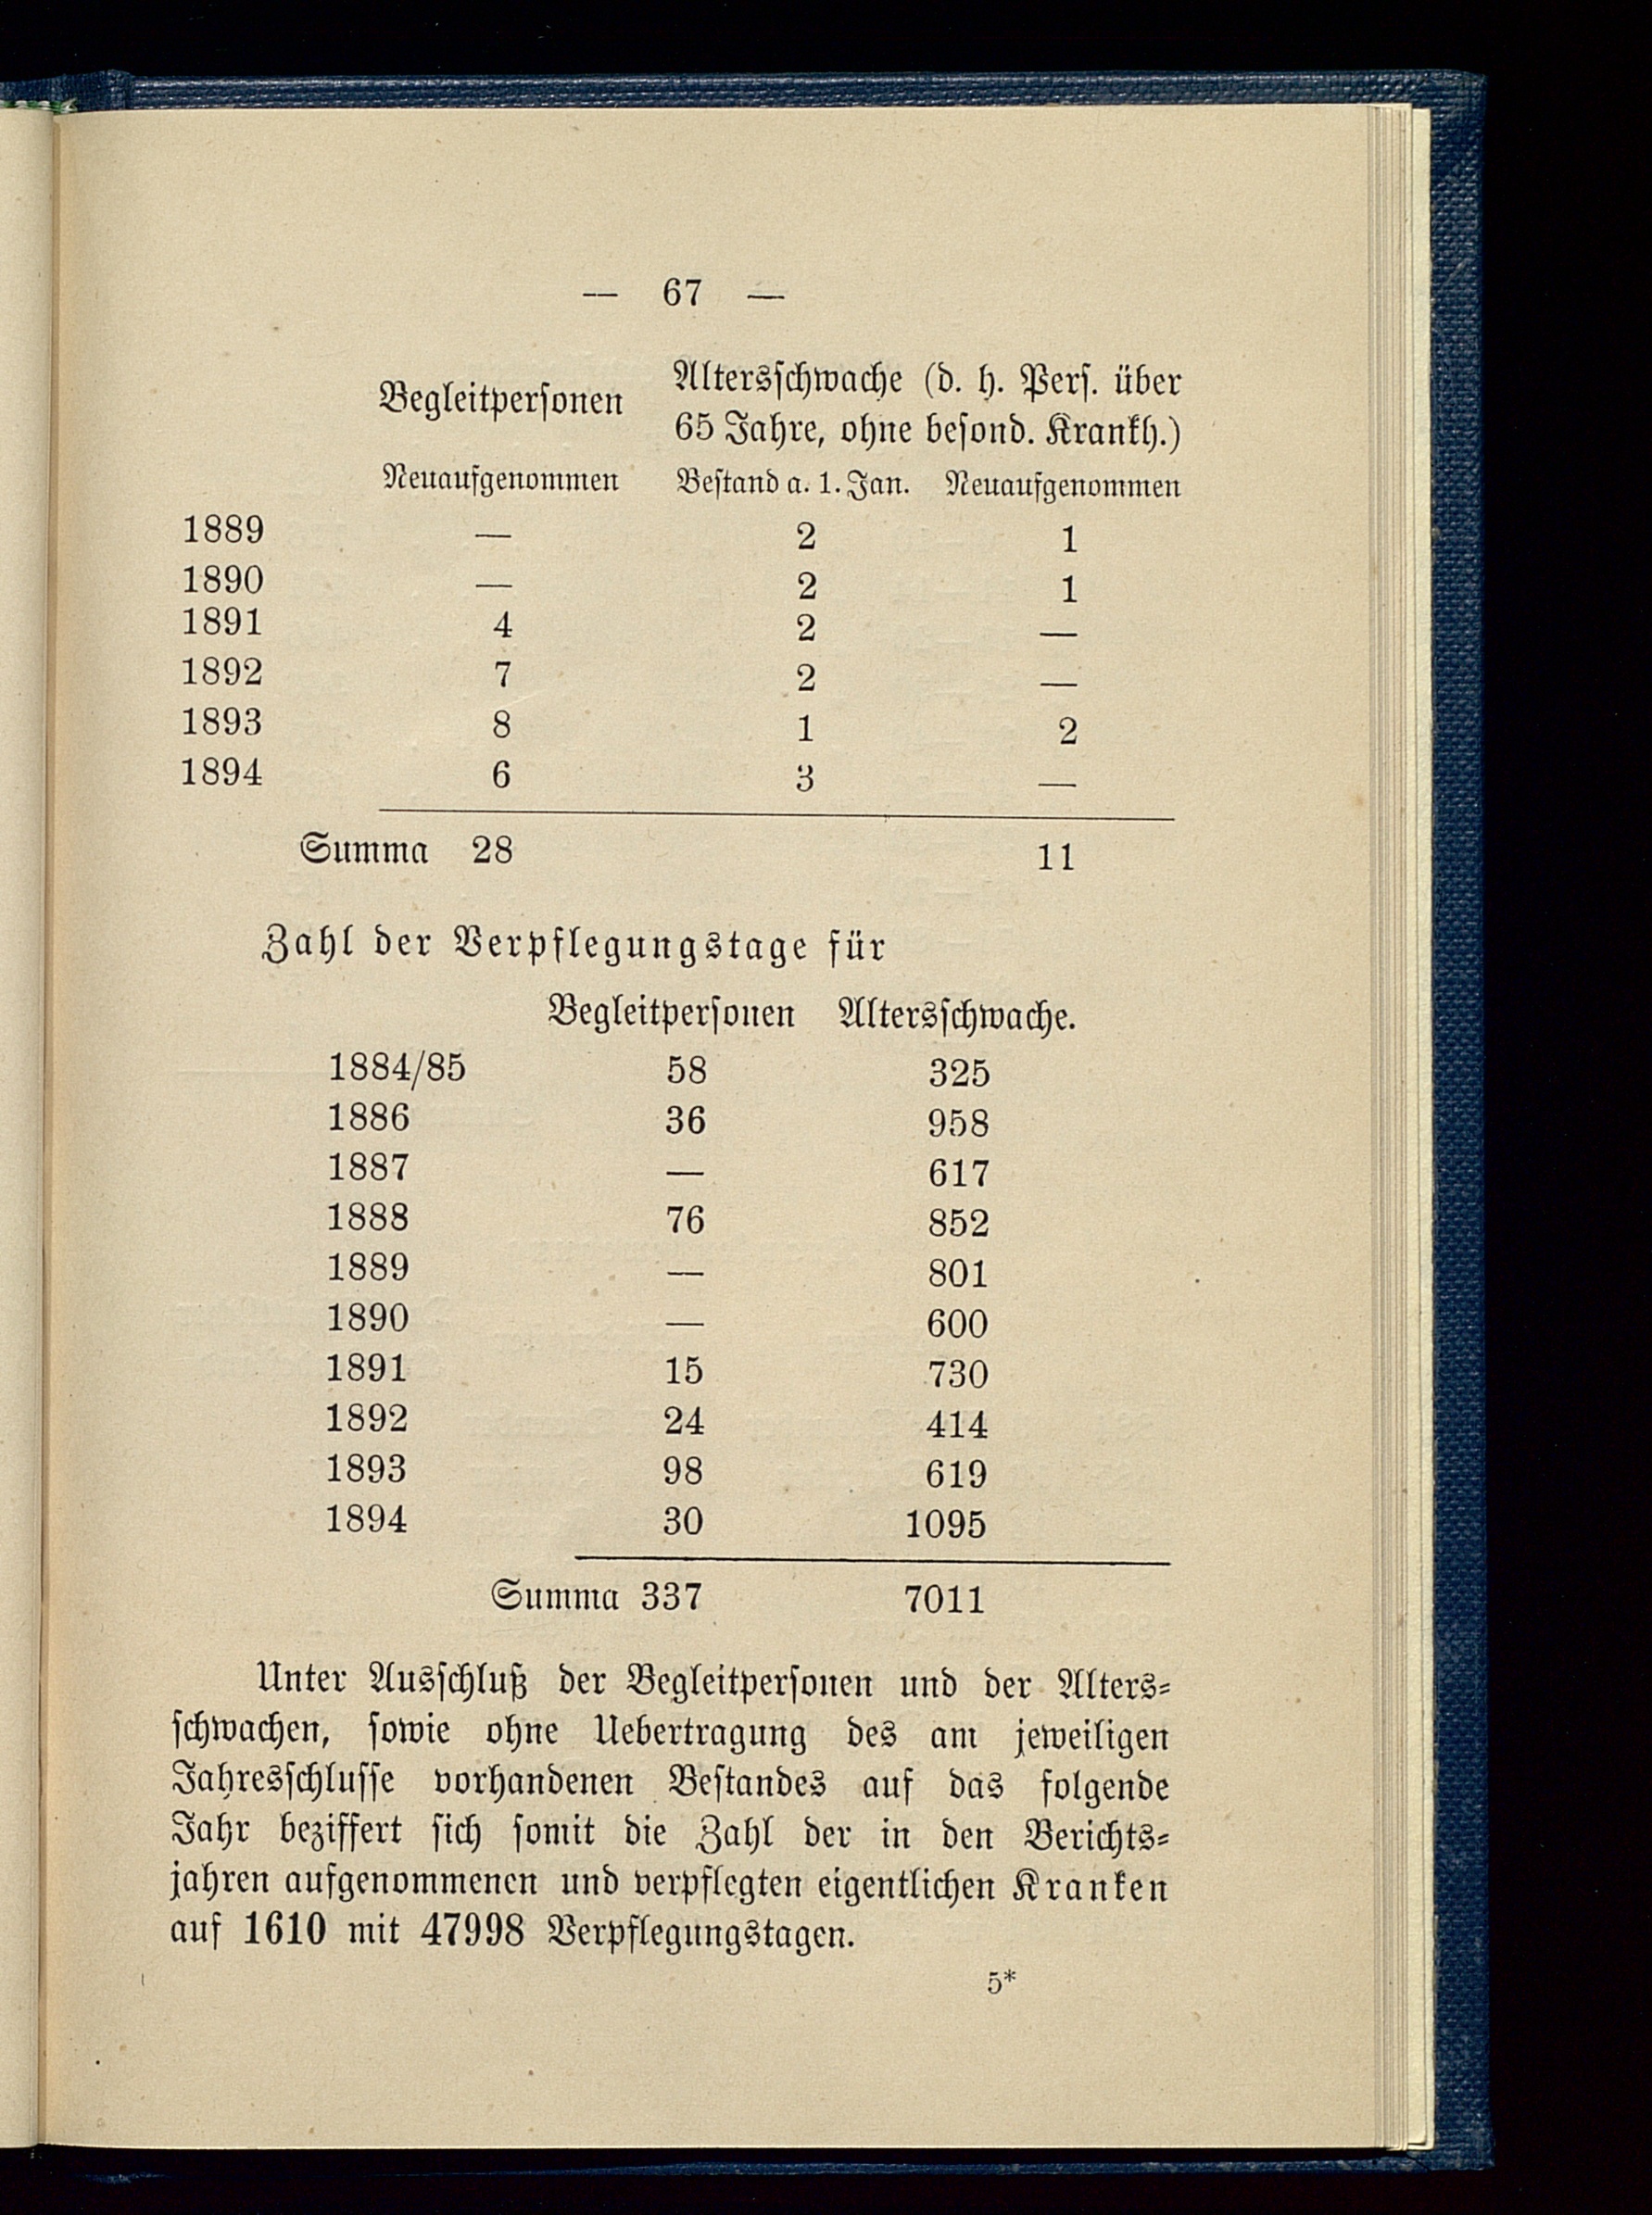 — 67 —
Begleitpersonen Altersschwache (d. h. Pers. über
65 Jahre, ohne besond. Krankh.)
Neuaufgenommen Bestand a. 1. Jan. Neuaufgenommen
1889 — 2 1
1890 — 2 1
1891 4 2 —
1892 7 2 —
1893 8 1 2
1894 6 3 —
Summa 28 11
Zahl der Verpflegungstage für
Begleitpersonen Altersschwache.
1884/85 58 325
1886 36 958
1887 — 617
1888 76 852
1889 — 801
1890 — 600
1891 15 730
1892 24 414
1893 98 619
1894 30 1095
Summa 337 7011
Unter Ausschluß der Begleitpersonen und der Alters-
schwachen, sowie ohne Uebertragung des am jeweiligen
Jahresschlusse vorhandenen Bestandes auf das folgende
Jahr beziffert sich somit die Zahl der in den Berichts-
jahren aufgenommenen und verpflegten eigentlichen Kranken
auf 1610 mit 47998 Verpflegungstagen.
5*